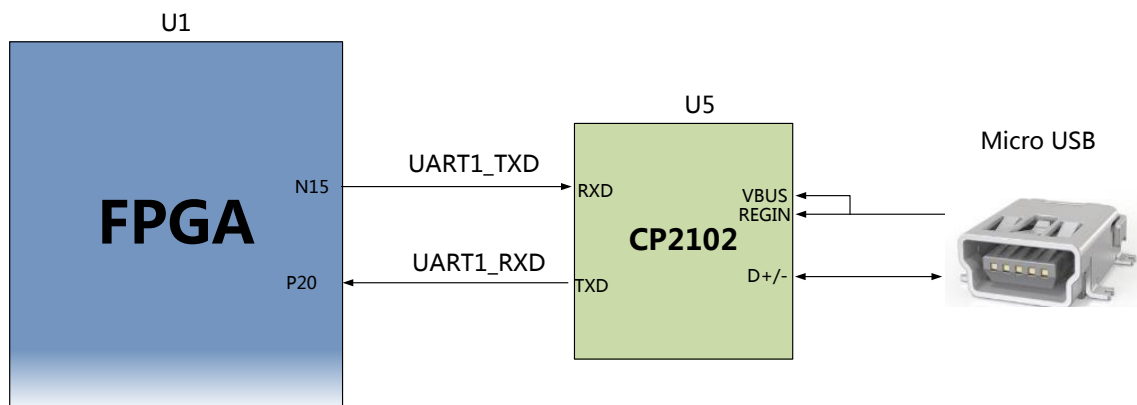 U1
U5
Micro USB
UART1_TXD
N15
RXD
VBUS
REGIN
FPGA
CP2102
UART1_RXD
D+/-
P20
TXD